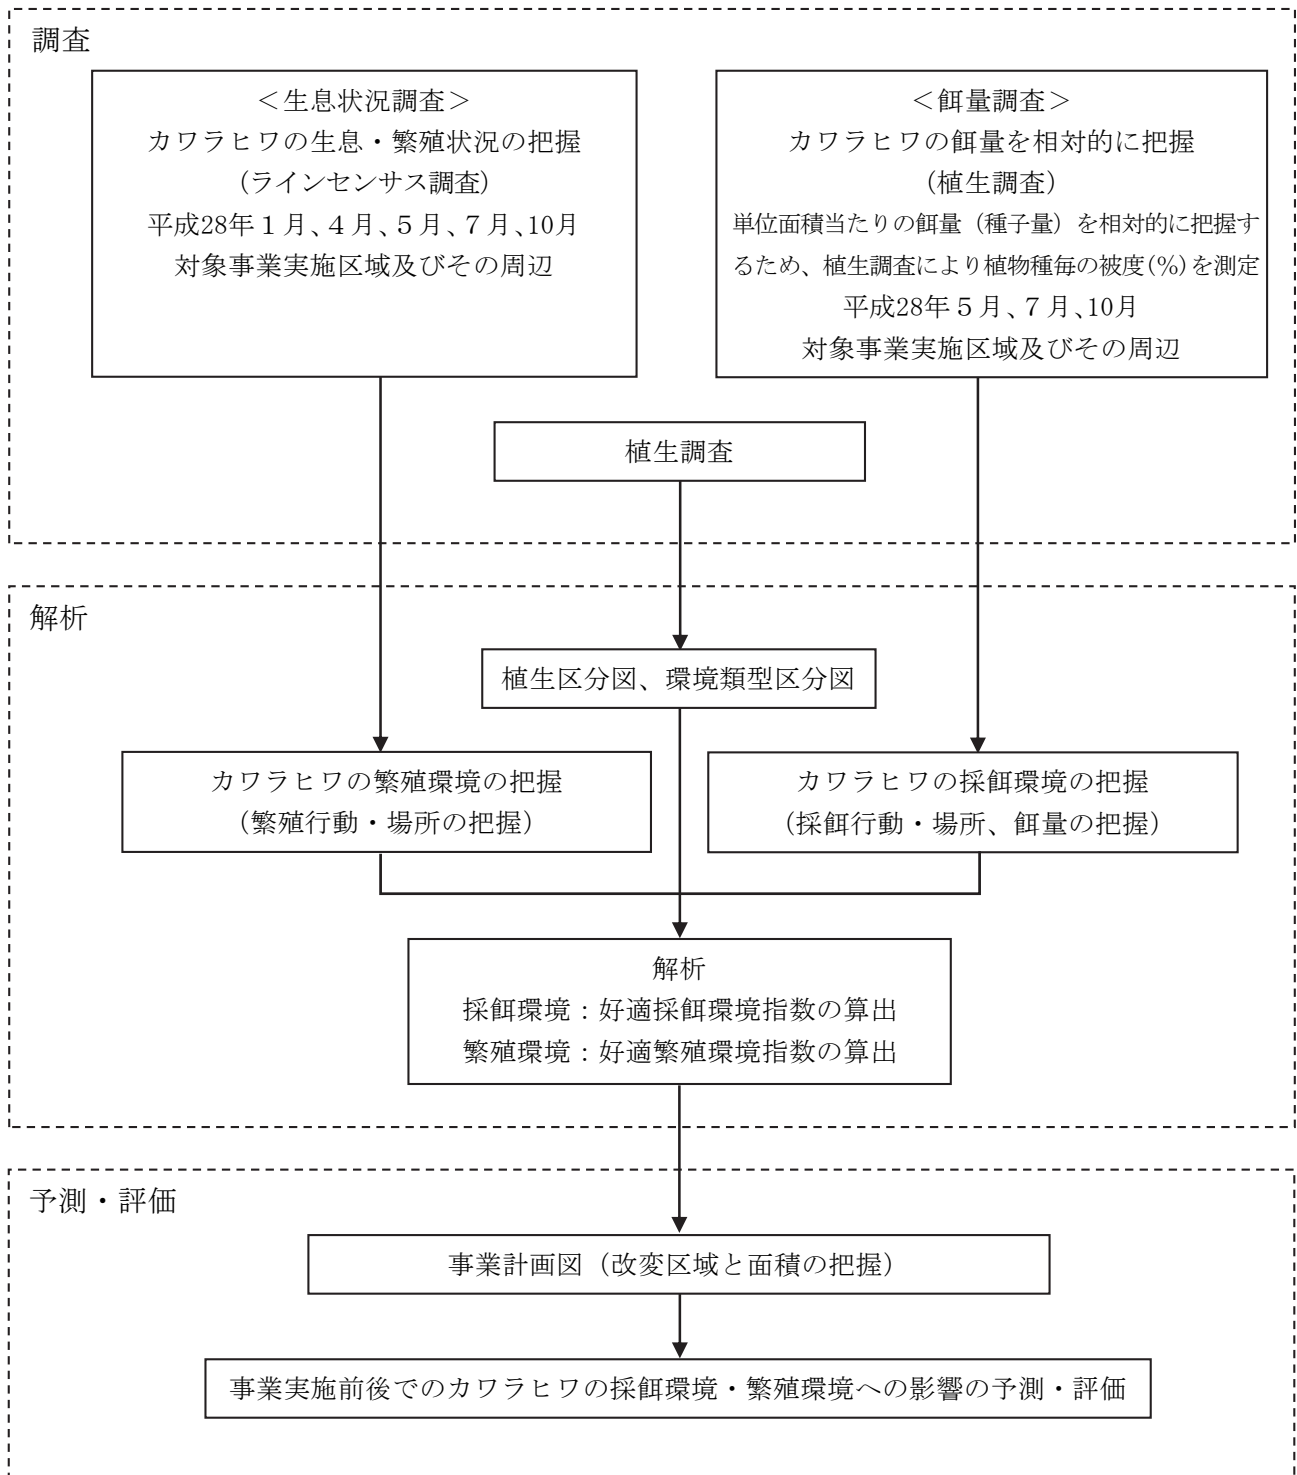 調査
＜生息状況調査＞
カワラヒワの生息・繁殖状況の把握
（ラインセンサス調査）
平成28年１月、４月、５月、７月、10月
対象事業実施区域及びその周辺
＜餌量調査＞
カワラヒワの餌量を相対的に把握
（植生調査）
単位面積当たりの餌量（種子量）を相対的に把握す
るため、植生調査により植物種毎の被度(％)を測定
平成28年５月、７月、10月
対象事業実施区域及びその周辺
植生調査
解析
植生区分図、環境類型区分図
カワラヒワの繁殖環境の把握
（繁殖行動・場所の把握）
カワラヒワの採餌環境の把握
（採餌行動・場所、餌量の把握）
解析
採餌環境：好適採餌環境指数の算出
繁殖環境：好適繁殖環境指数の算出
予測・評価
事業計画図（改変区域と面積の把握）
事業実施前後でのカワラヒワの採餌環境・繁殖環境への影響の予測・評価